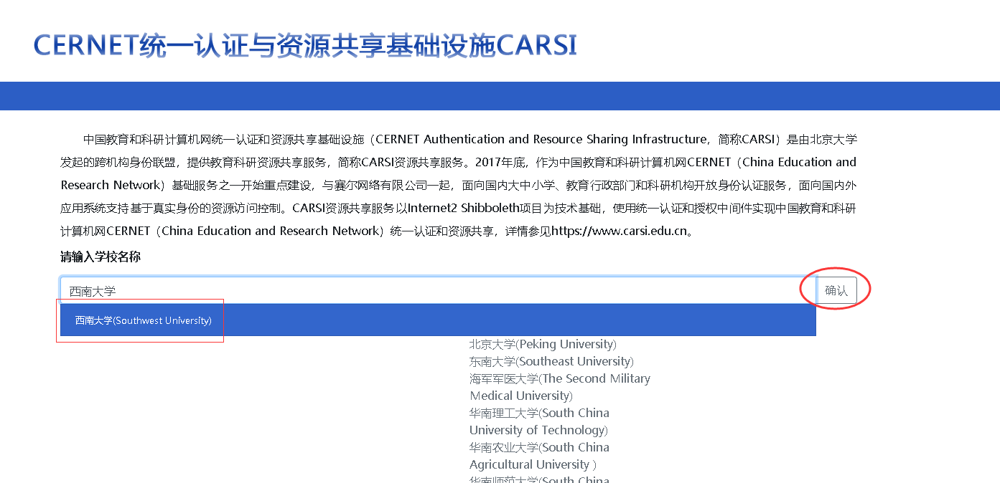 CERNET统一认证与资源共享基础设施CARSI
中国教育和科研计算机网统一认证和资源共享基础设施（CERNET Authentication and Resource Sharing Infrastructure，简称CARSI）是由北京大学
发起的跨机构身份联盟，提供教育科研资源共享服务，简称CARSI资源共享服务。2017年底，作为中国教育和科研计算机网CERNET（China Education and
Research Network）基础服务之一开始重点建设，与赛尔网络有限公司一起，面向国内大中小学、教育行政部门和科研机构开放身份认证服务，面向国内外
应用系统支持基于真实身份的资源访问控制。CARSI资源共享服务以Internet2 Shibboleth项目为技术基础，使用统一认证和授权中间件实现中国教育和科研
计算机网CERNET（China Education and Research Network）统一认证和资源共享，详情参见https://www.carsi.edu.cn。
请输入学校名称
西南大学
确认
西南大学(Southwest University)
北京大学(Peking University)
东南大学(Southeast University)
海军军医大学(The Second Military
Medical University)
华南理工大学(South China
University of Technology)
华南农业大学(South China
Agricultural University )
华南师范大学(South China